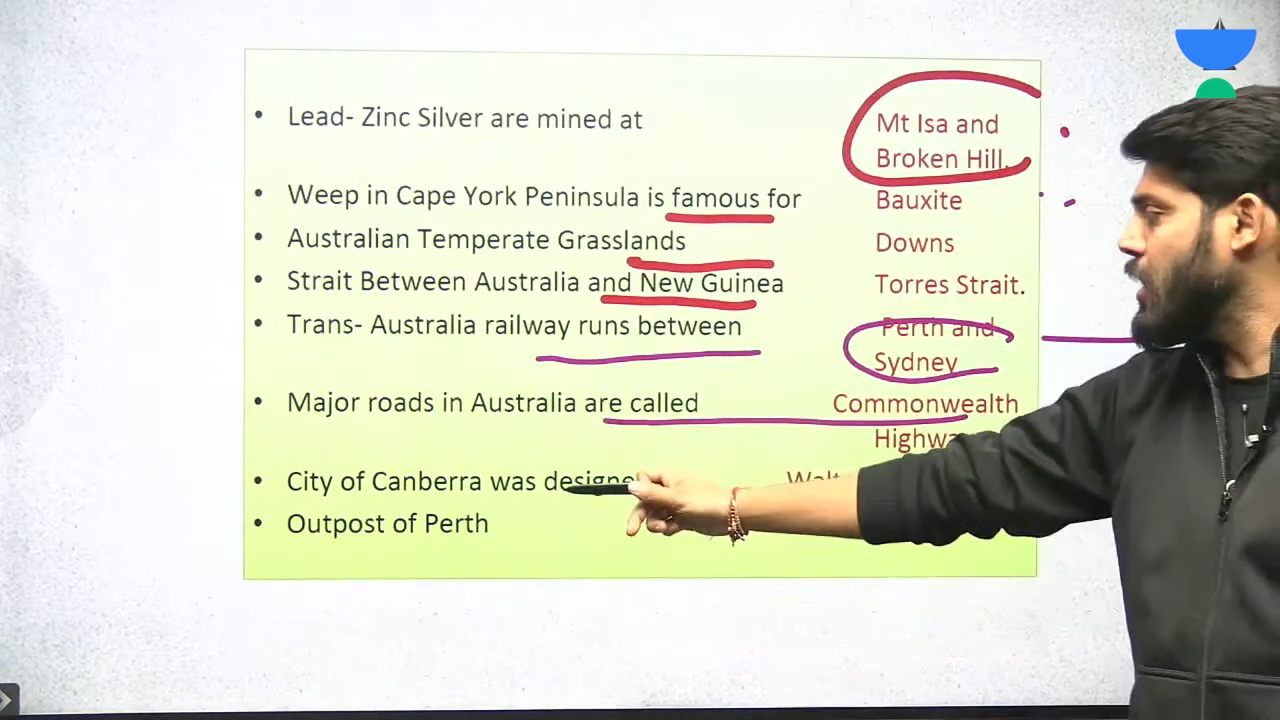 • Lead- Zinc Silver are mined at Mt Isa and
Broken Hill.
• Weep in Cape York Peninsula is famous for Bauxite
• Australian Temperate Grasslands Downs
• Strait Between Australia and New Guinea Torres Strait.
• Trans- Australia railway runs between Perth and
Sydney
• Major roads in Australia are called Commonwealth
• City of Canberra was
• Outpost of Perth